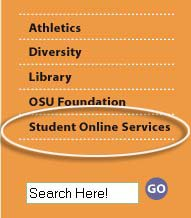 Athletics
Diversity
Library
OSU Foundation
Student Online Services
Search Here!
GO